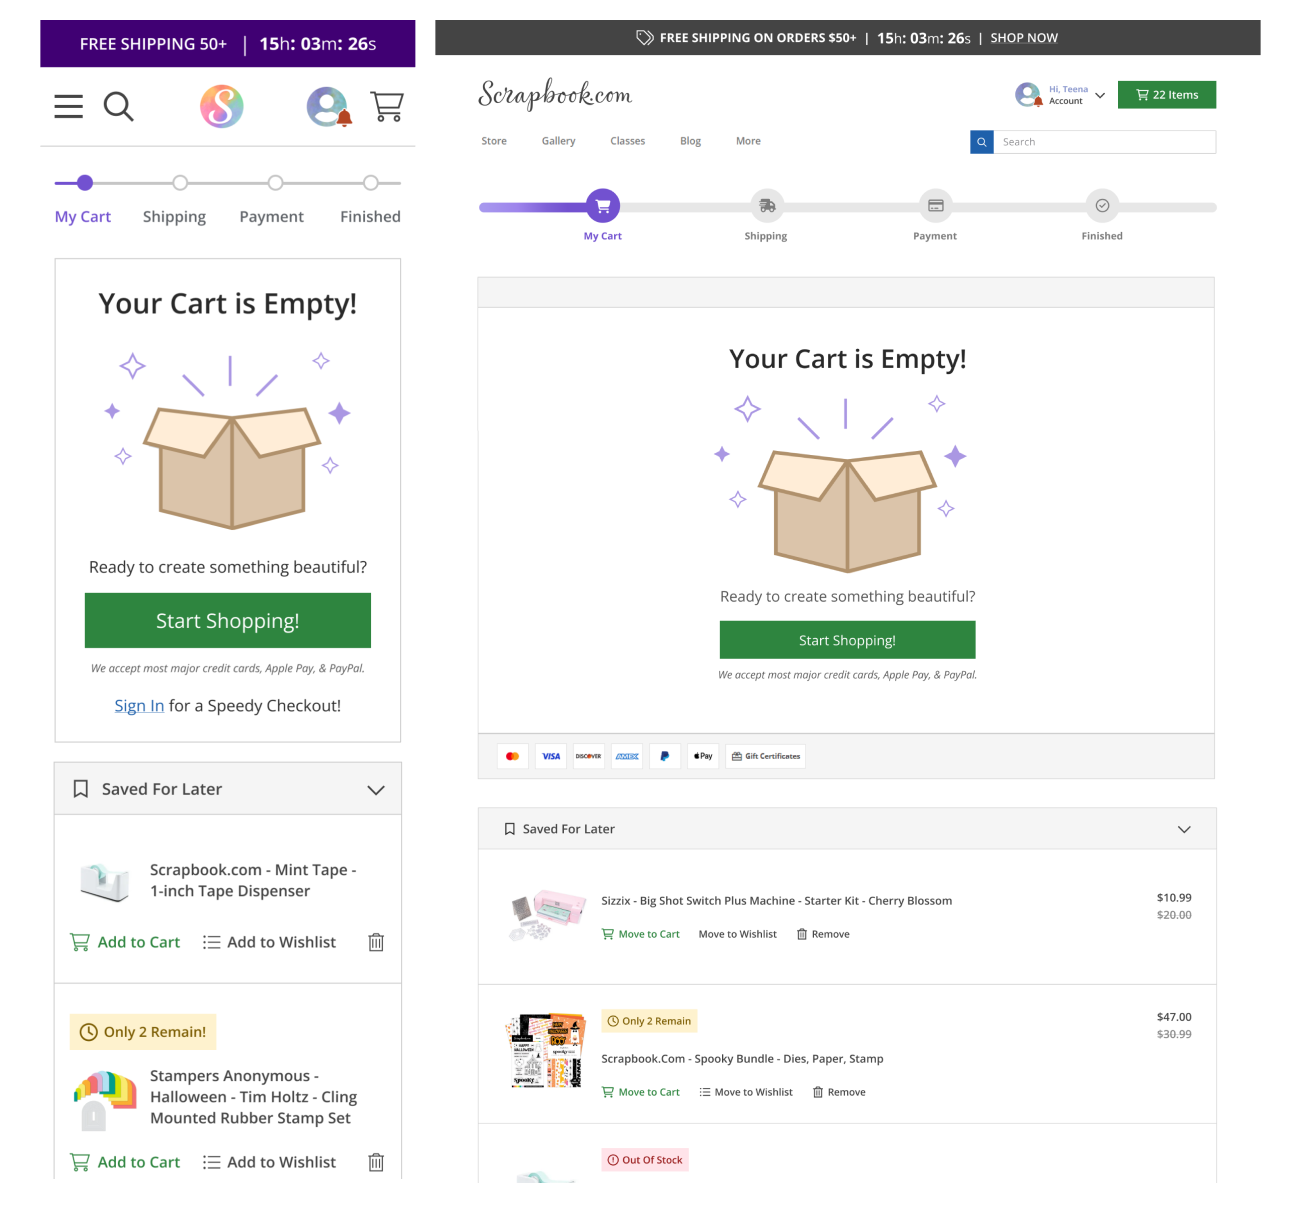 FREE SHIPPING 50+ | 15h: 03m: 26s
S
My Cart Shipping Payment Finished
Your Cart is Empty!
Ready to create something beautiful?
Start Shopping!
We accept most major credit cards, Apple Pay, & PayPal.
Sign In for a Speedy Checkout!
Saved For Later
Scrapbook.com - Mint Tape -
1-inch Tape Dispenser
Add to Cart Add to Wishlist
Only 2 Remain!
Stampers Anonymous -
Halloween - Tim Holtz - Cling
Mounted Rubber Stamp Set
Add to Cart Add to Wishlist
FREE SHIPPING ON ORDERS $50+ | 15h: 03m: 26s | SHOP NOW
Scrapbook.com
Hi, Teena
Account
22 Items
Store Gallery Classes Blog More
Search
My Cart Shipping Payment Finished
Your Cart is Empty!
Ready to create something beautiful?
Start Shopping!
We accept most major credit cards, Apple Pay, & PayPal.
VISA DISCOVER AMEX Pay Gift Certificates
Saved For Later
Sizzix - Big Shot Switch Plus Machine - Starter Kit - Cherry Blossom
$10.99
$20.00
Move to Cart Move to Wishlist Remove
Only 2 Remain
$47.00
$30.99
Scrapbook.Com - Spooky Bundle - Dies, Paper, Stamp
Move to Cart Move to Wishlist Remove
Out Of Stock